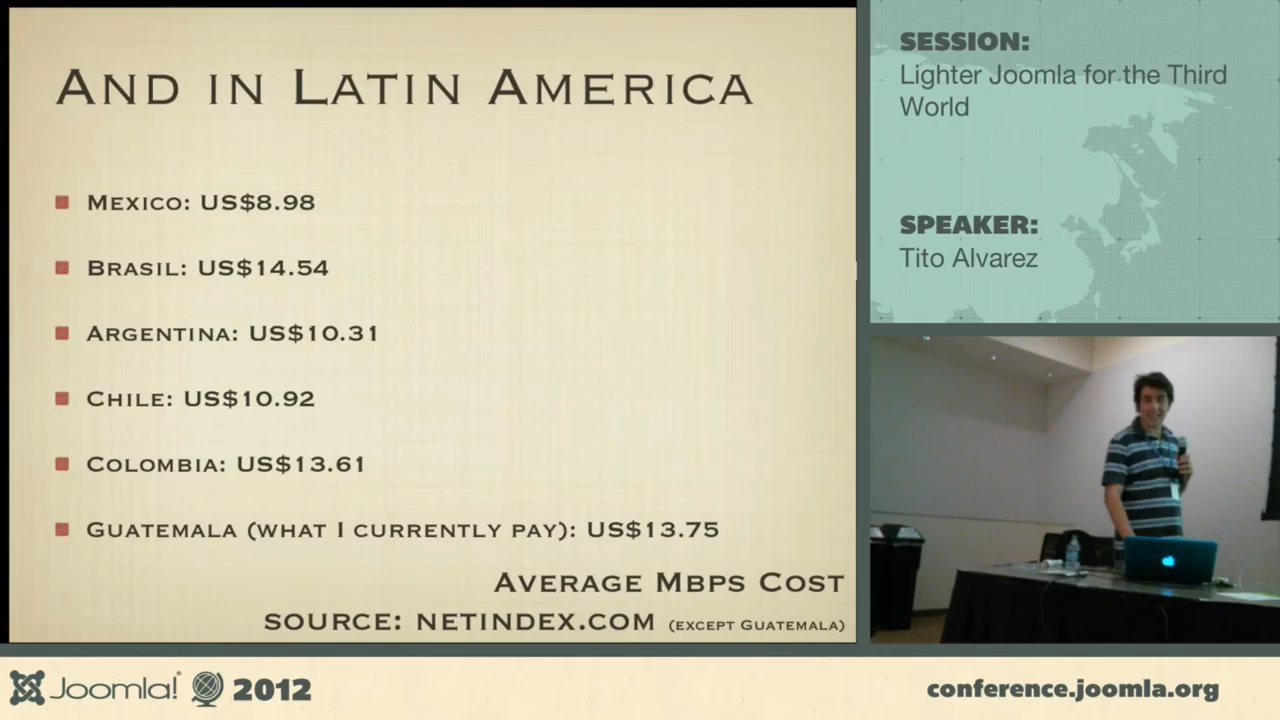 And in Latin America
Mexico: US$8.98
Brasil: US$14.54
Argentina: US$10.31
Chile: US$10.92
Colombia: US$13.61
Guatemala (what I currently pay): US$13.75
Average Mbps Cost
source: netindex.com (except Guatemala)
SESSION:
Lighter Joomla for the Third
World
SPEAKER:
Tito Alvarez
Joomla! 2012
conference.joomla.org